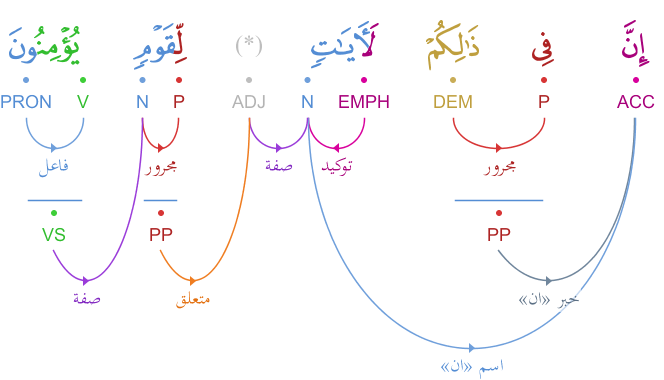 إِنَّ فِى ذَٰلِكُمْ لَءَايَـٰتٍ (*) لِّقَوْمٍ يُؤْمِنُونَ
PRON V N P ADJ N EMPH DEM P ACC
فاعل مجرور صفة توكيد مجرور
VS PP PP
صفة متعلق خبر «ان»
اسم «ان»